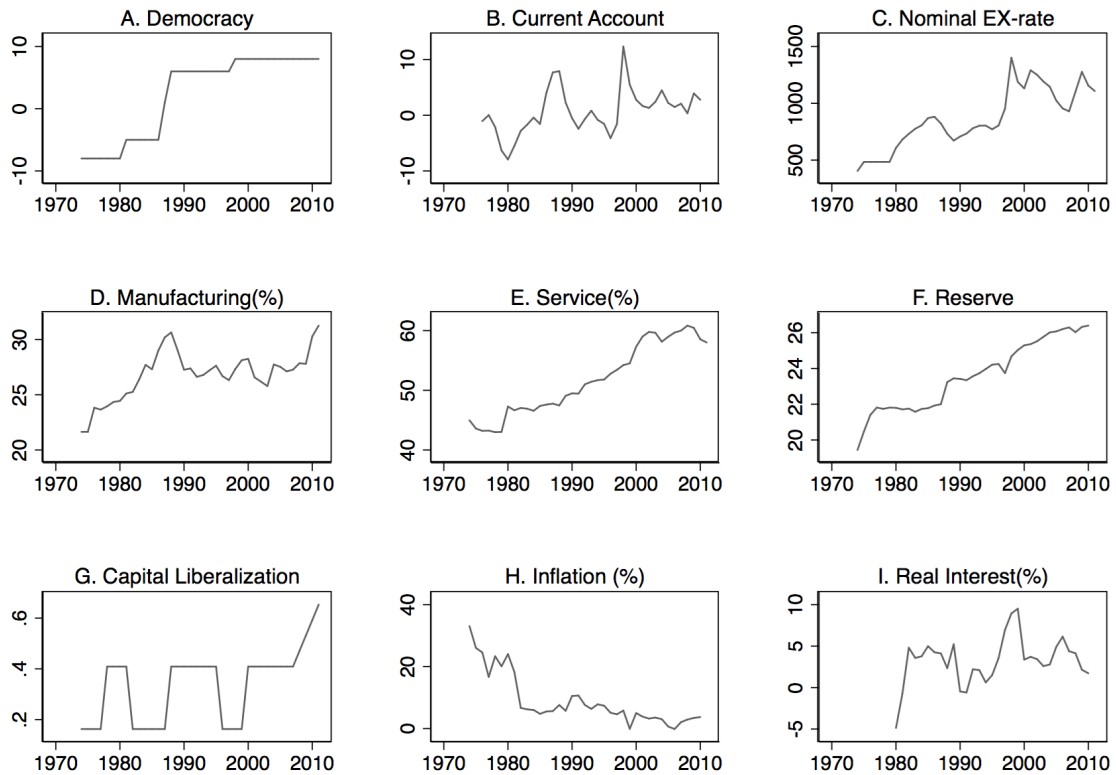 A. Democracy
10
0
-10
1970 1980 1990 2000 2010
B. Current Account
10
0
-10
1970 1980 1990 2000 2010
C. Nominal EX-rate
1500
1000
500
1970 1980 1990 2000 2010
D. Manufacturing(%)
30
25
20
1970 1980 1990 2000 2010
E. Service(%)
60
50
40
1970 1980 1990 2000 2010
F. Reserve
26
24
22
20
1970 1980 1990 2000 2010
G. Capital Liberalization
.6
.4
.2
1970 1980 1990 2000 2010
H. Inflation (%)
40
20
0
1970 1980 1990 2000 2010
I. Real Interest(%)
10
5
0
-5
1970 1980 1990 2000 2010